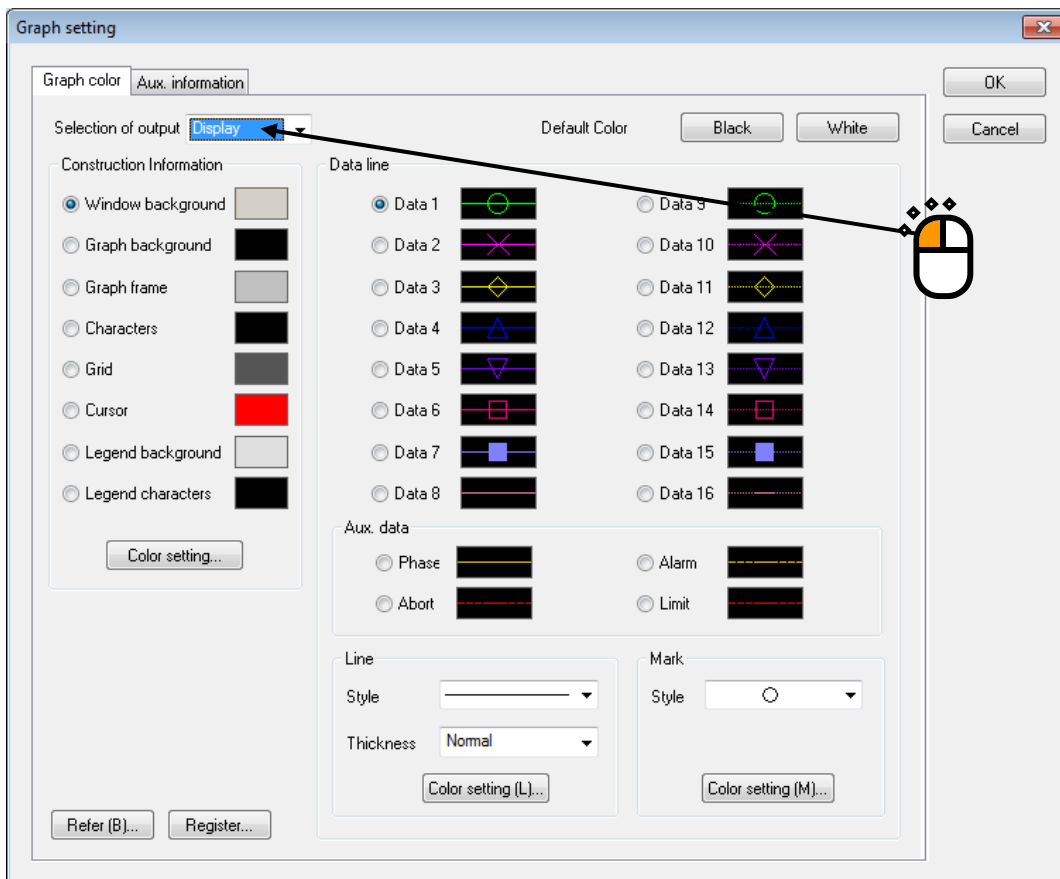 Graph setting
Graph color Aux. information
OK
Selection of output Display Default Color Black White Cancel
Construction Information Data line
Window background Data 1 Data 9
Graph background Data 2 Data 10
Graph frame Data 3 Data 11
Characters Data 4 Data 12
Grid Data 5 Data 13
Cursor Data 6 Data 14
Legend background Data 7 Data 15
Legend characters Data 8 Data 16
Aux. data
Color setting... Phase Alarm
Abort Limit
Line Mark
Style Style
Thickness Normal
Color setting (L)... Color setting (M)...
Refer (B)... Register...